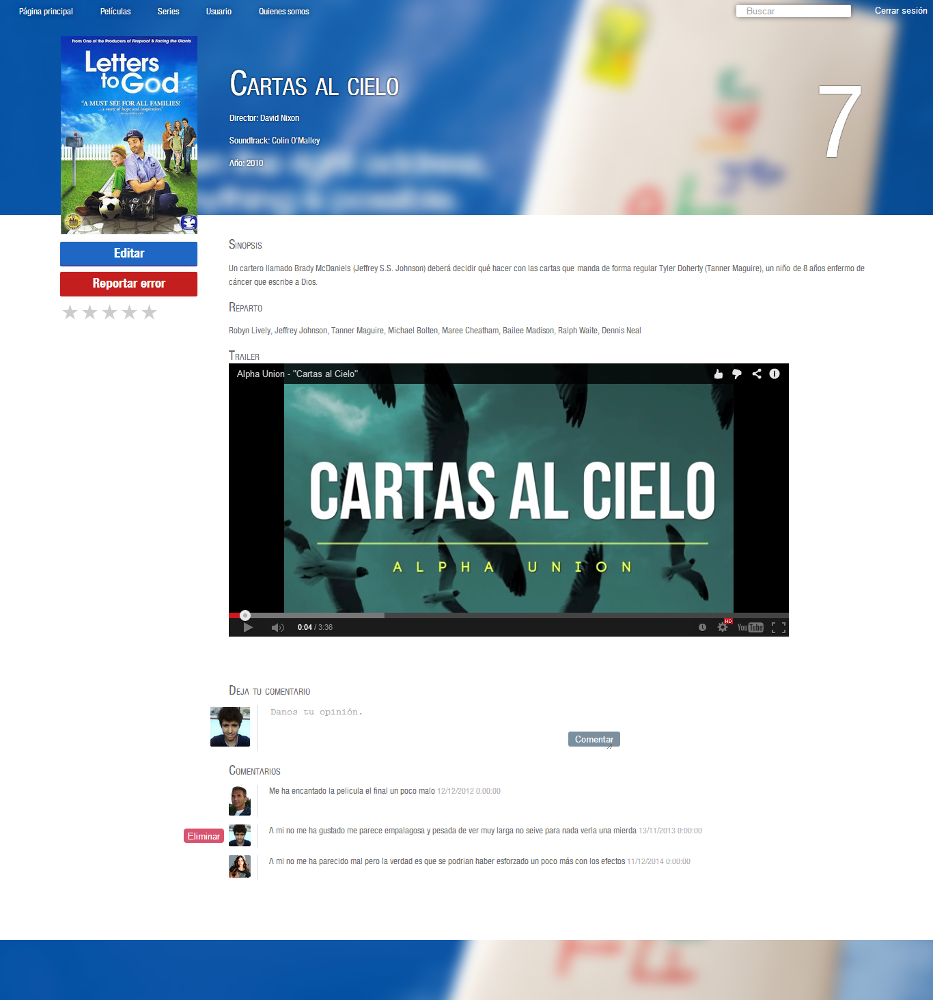 Página principal Películas Series Usuario Quienes somos Buscar Cerrar sesión
From One of the Producers of Fireproof & Facing the Giants
Letters
to God
"A MUST SEE FOR ALL FAMILIES!
...a story of hope and inspiration."
Cartas al cielo
7
Director: David Nixon
Soundtrack: Colin O'Malley
Año: 2010
Editar
Reportar error
Sinopsis
Un cartero llamado Brady McDaniels (Jeffrey S.S. Johnson) deberá decidir qué hacer con las cartas que manda de forma regular Tyler Doherty (Tanner Maguire), un niño de 8 años enfermo de
cáncer que escribe a Dios.
Reparto
Robyn Lively, Jeffrey Johnson, Tanner Maguire, Michael Bolten, Maree Cheatham, Bailee Madison, Ralph Waite, Dennis Neal
Trailer
Alpha Union - "Cartas al Cielo"
CARTAS AL CIELO
ALPHA UNION
0:04 / 3:36 HD YouTube
Deja tu comentario
Danos tu opinión.
Comentar
Comentarios
Me ha encantado la pelicula el final un poco malo 12/12/2012 0:00:00
Eliminar A mi no me ha gustado me parece empalagosa y pesada de ver muy larga no seive para nada verla una mierda 13/11/2013 0:00:00
A mi no me ha parecido mal pero la verdad es que se podrian haber esforzado un poco más con los efectos 11/12/2014 0:00:00